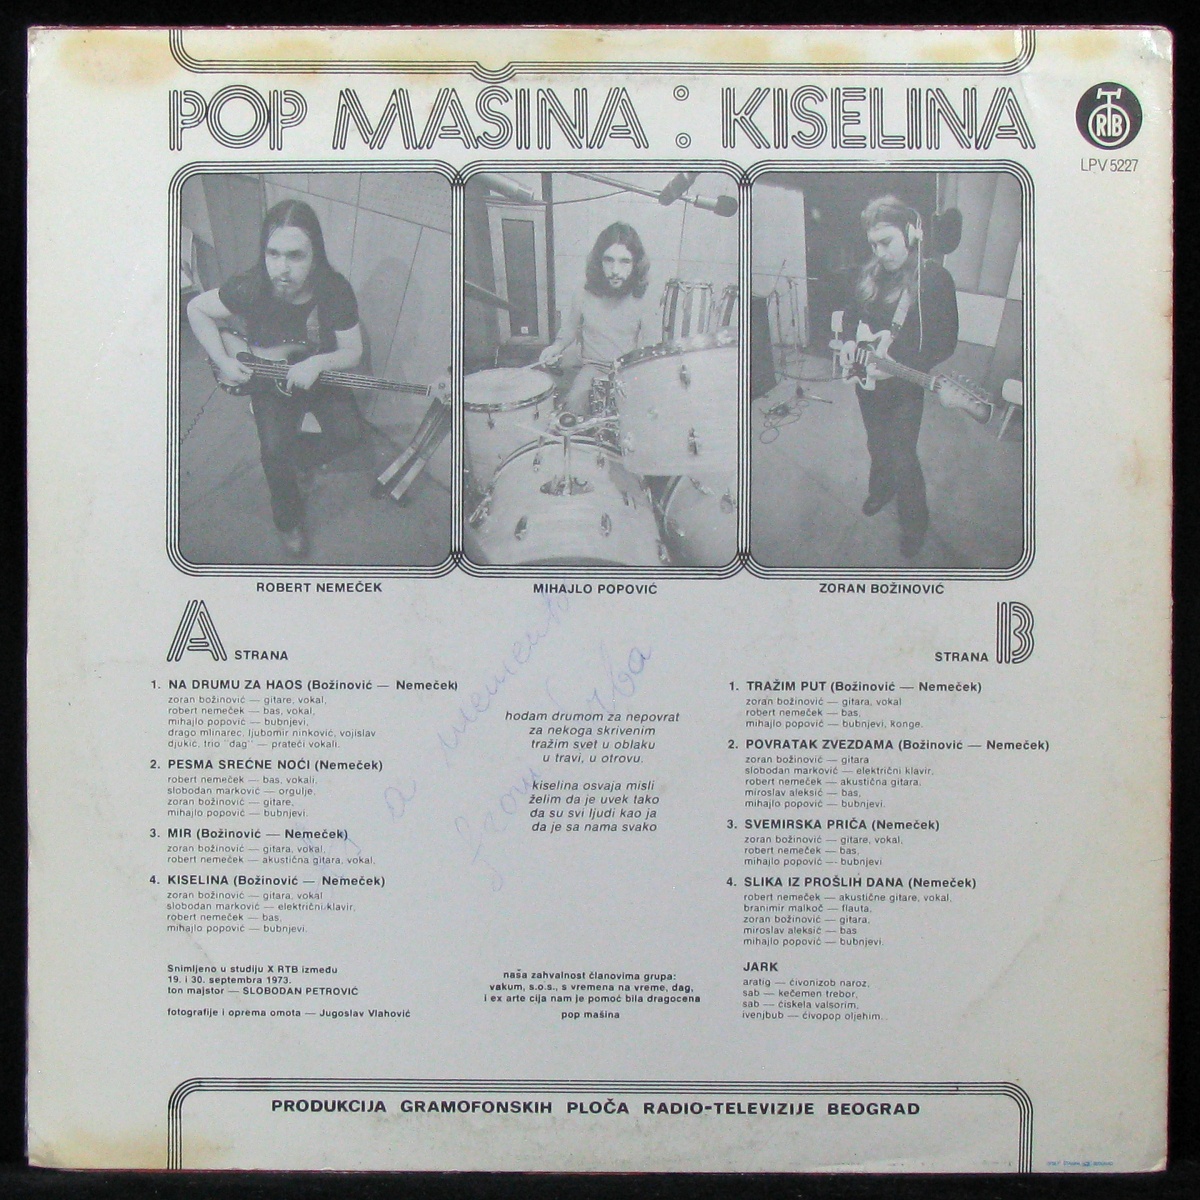 POP MAŠINA : KISELINA
RTB
LPV 5227
ROBERT NEMEČEK
MIHAJLO POPOVIĆ
ZORAN BOŽINOVIĆ
A STRANA
1. NA DRUMU ZA HAOS (Božinović — Nemeček)
zoran božinović — gitare, vokal,
robert nemeček — bas, vokal,
mihajlo popović — bubnjevi,
drago mlinarec, ljubomir ninković, vojislav
djukić, trio "dag" — prateći vokali.
2. PESMA SREĆNE NOĆI (Nemeček)
robert nemeček — bas, vokali,
slobodan marković — orgulje,
zoran božinović — gitare,
mihajlo popović — bubnjevi.
3. MIR (Božinović — Nemeček)
zoran božinović — gitara, vokal,
robert nemeček — akustična gitara, vokal,
4. KISELINA (Božinović — Nemeček)
zoran božinović — gitara, vokal
slobodan marković — električni klavir,
robert nemeček — bas,
mihajlo popović — bubnjevi.
Snimljeno u studiju X RTB između
19. i 30. septembra 1973.
ton majstor — SLOBODAN PETROVIĆ
fotografije i oprema omota — Jugoslav Vlahović
a memento
hodam drumom za nepovrat
za nekoga skrivenim
tražim svet u oblaku
u travi, u otrovu.
kiselina osvaja misli
želim da je uvek tako
da su svi ljudi kao ja
da je sa nama svako
naša zahvalnost članovima grupa:
vakum, s.o.s., s vremena na vreme, dag,
i ex arte cija nam je pomoć bila dragocena
pop mašina
STRANA B
1. TRAŽIM PUT (Božinović — Nemeček)
zoran božinović — gitara, vokal
robert nemeček — bas,
mihajlo popović — bubnjevi, konge.
2. POVRATAK ZVEZDAMA (Božinović — Nemeček)
zoran božinović — gitara
slobodan marković — električni klavir,
robert nemeček — akustična gitara,
miroslav aleksić — bas,
mihajlo popović — bubnjevi.
3. SVEMIRSKA PRIČA (Nemeček)
zoran božinović — gitare, vokal,
robert nemeček — bas,
mihajlo popović — bubnjevi
4. SLIKA IZ PROŠLIH DANA (Nemeček)
robert nemeček — akustične gitare, vokal,
branimir malkoč — flauta,
zoran božinović — gitara,
miroslav aleksić — bas
mihajlo popović — bubnjevi.
JARK
aratig — ćivonizob naroz,
sab — kečemen trebor,
sab — ćiskela valsorim,
ivenjbub — ćivopop oljehim..
PRODUKCIJA GRAMOFONSKIH PLOČA RADIO-TELEVIZIJE BEOGRAD